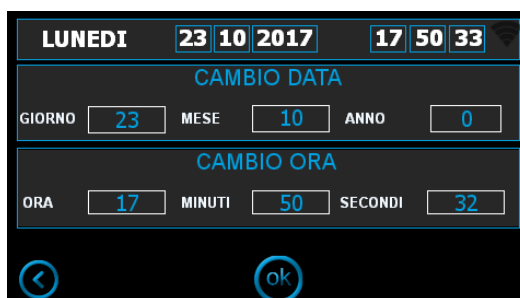 LUNEDI 23 10 2017 17 50 33
CAMBIO DATA
GIORNO 23 MESE 10 ANNO 0
CAMBIO ORA
ORA 17 MINUTI 50 SECONDI 32
ok